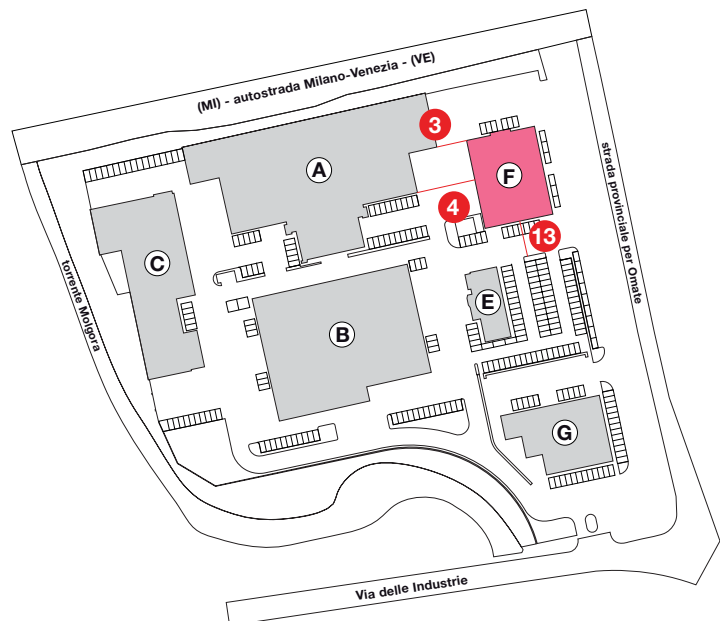 (MI) - autostrada Milano-Venezia - (VE)
3
A
F
strada provinciale per Omate
4
13
C
torrente Molgora
E
B
G
Via delle Industrie